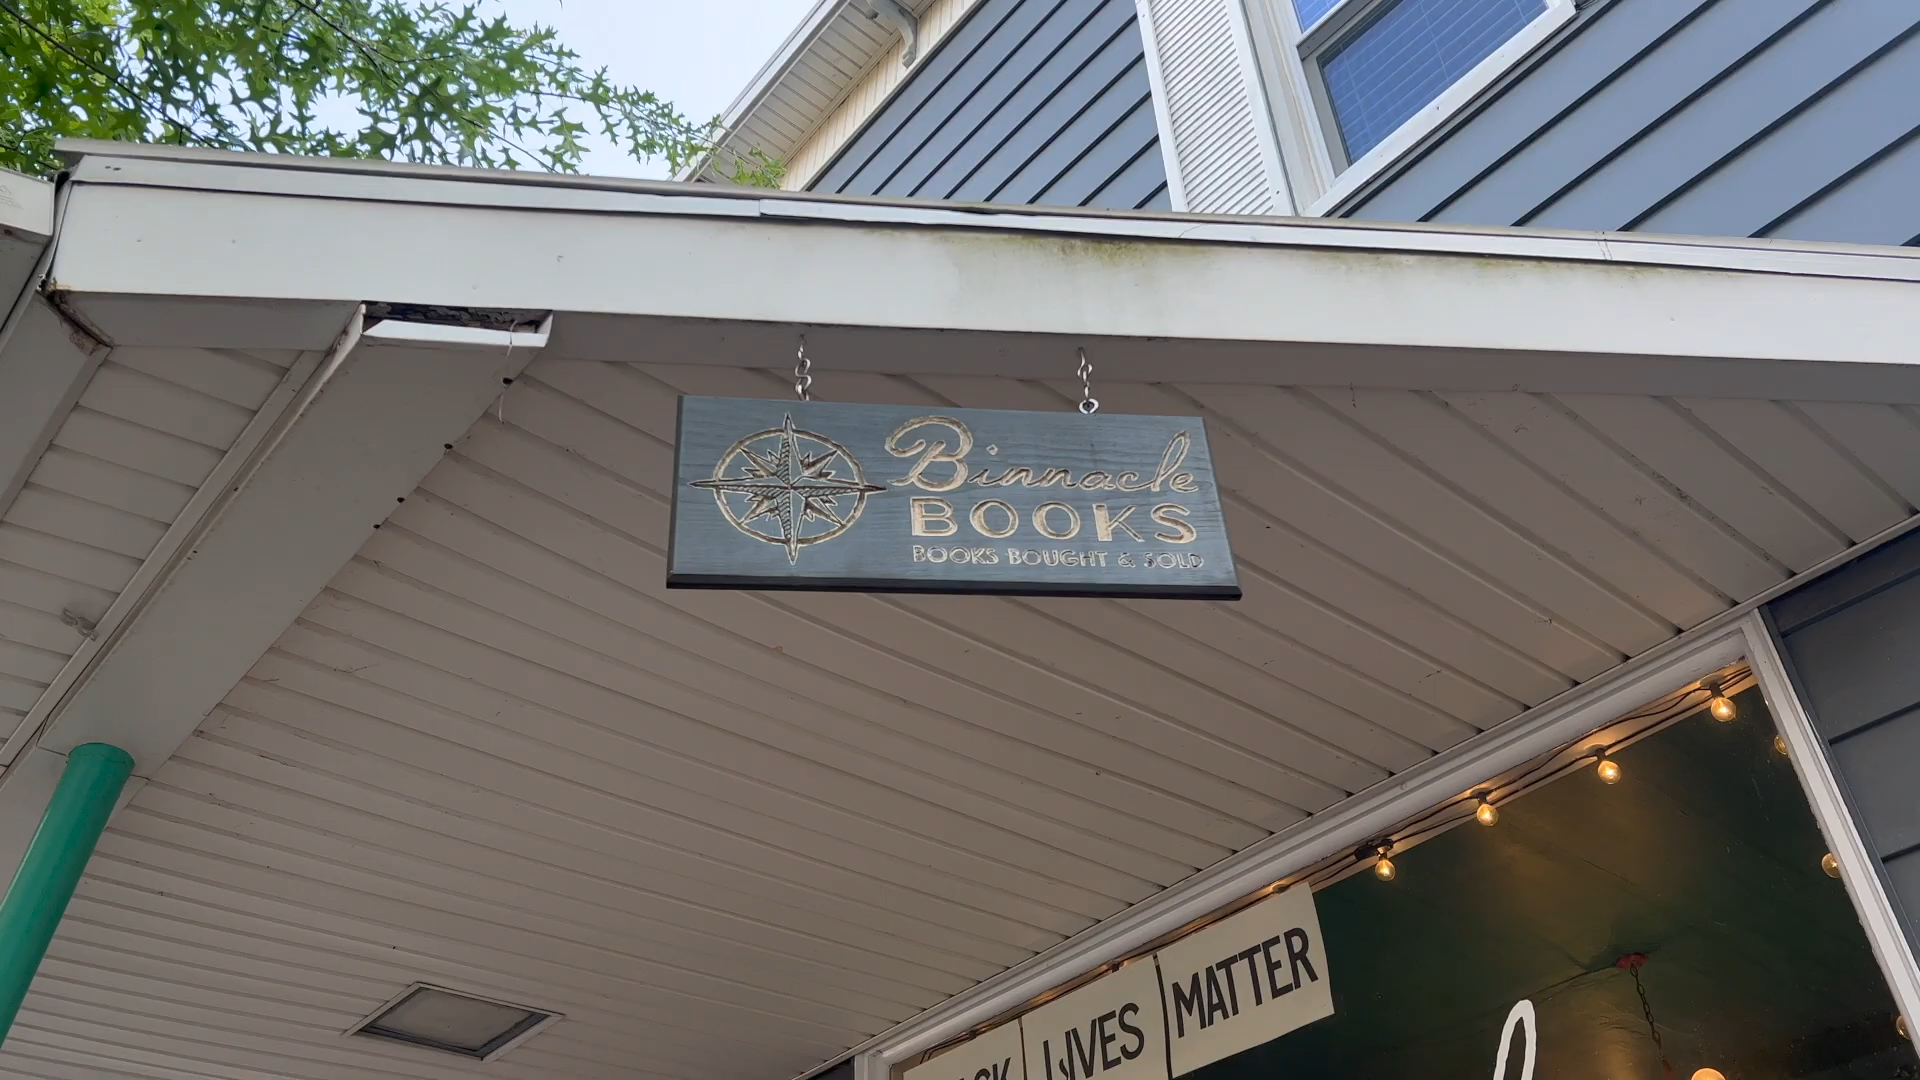 Binnacle
BOOKS
BOOKS BOUGHT & SOLD
LIVES
MATTER